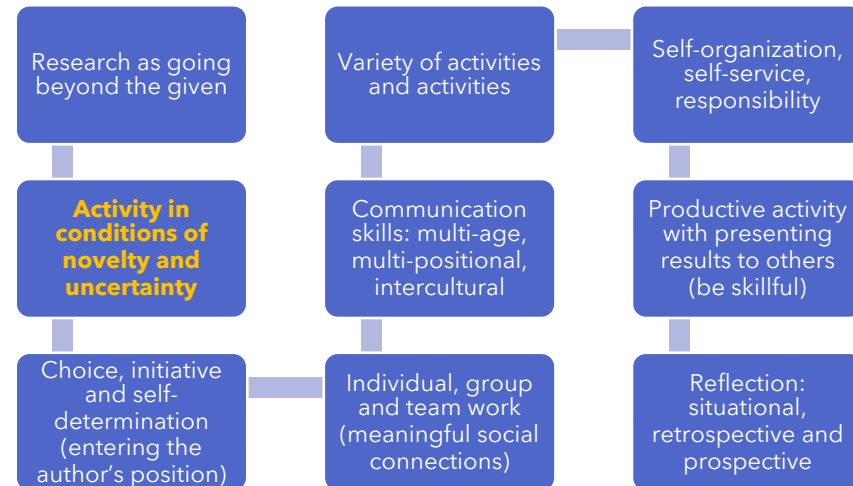 Research as going
beyond the given
Activity in
conditions of
novelty and
uncertainty
Choice, initiative
and self-
determination
(entering the
author’s position)
Individual, group
and team work
(meaningful social
connections)
Communication
skills: multi-age,
multi-positional,
intercultural
Variety of activities
and activities
Self-organization,
self-service,
responsibility
Productive activity
with presenting
results to others
(be skillful)
Reflection:
situational,
retrospective and
prospective